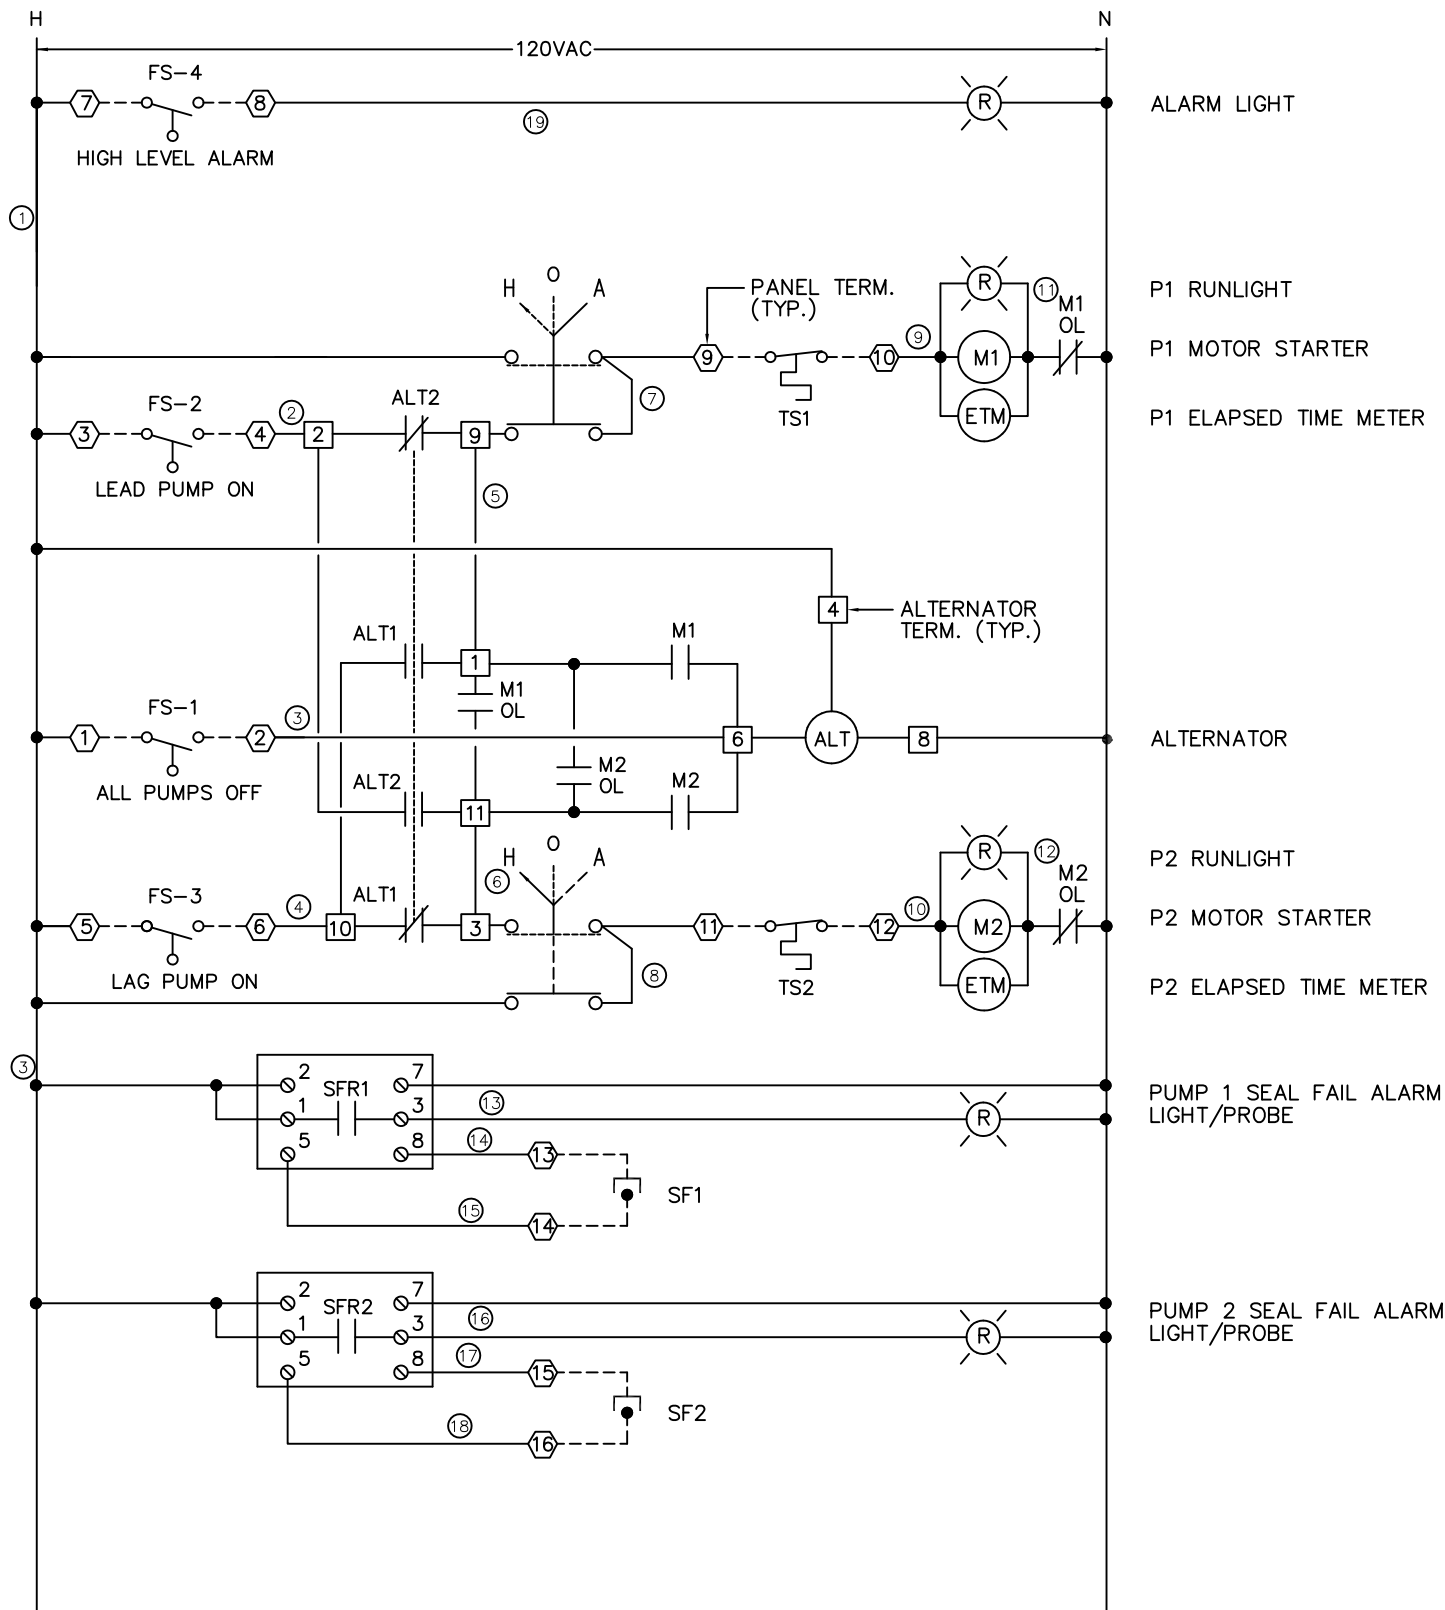 H
N
120VAC
FS-4
7
8
R
ALARM LIGHT
19
HIGH LEVEL ALARM
1
H
O
A
PANEL TERM.
(TYP.)
R
11
M1
OL
P1 RUNLIGHT
9
TS1
10
9
M1
P1 MOTOR STARTER
ALT2
7
FS-2
3
4
2
2
9
ETM
P1 ELAPSED TIME METER
LEAD PUMP ON
5
4
ALTERNATOR
TERM. (TYP.)
ALT1
1
M1
M1
OL
FS-1
1
2
3
6
ALT
8
ALTERNATOR
ALL PUMPS OFF
ALT2
M2
OL
M2
11
H
O
A
R
12
M2
OL
P2 RUNLIGHT
6
FS-3
5
6
4
10
ALT1
3
11
TS2
12
10
M2
P2 MOTOR STARTER
LAG PUMP ON
8
ETM
P2 ELAPSED TIME METER
3
2
SFR1
7
PUMP 1 SEAL FAIL ALARM
LIGHT/PROBE
1
3
13
R
5
8
14
13
SF1
15
14
2
SFR2
7
PUMP 2 SEAL FAIL ALARM
LIGHT/PROBE
1
3
16
R
5
8
17
15
SF2
18
16